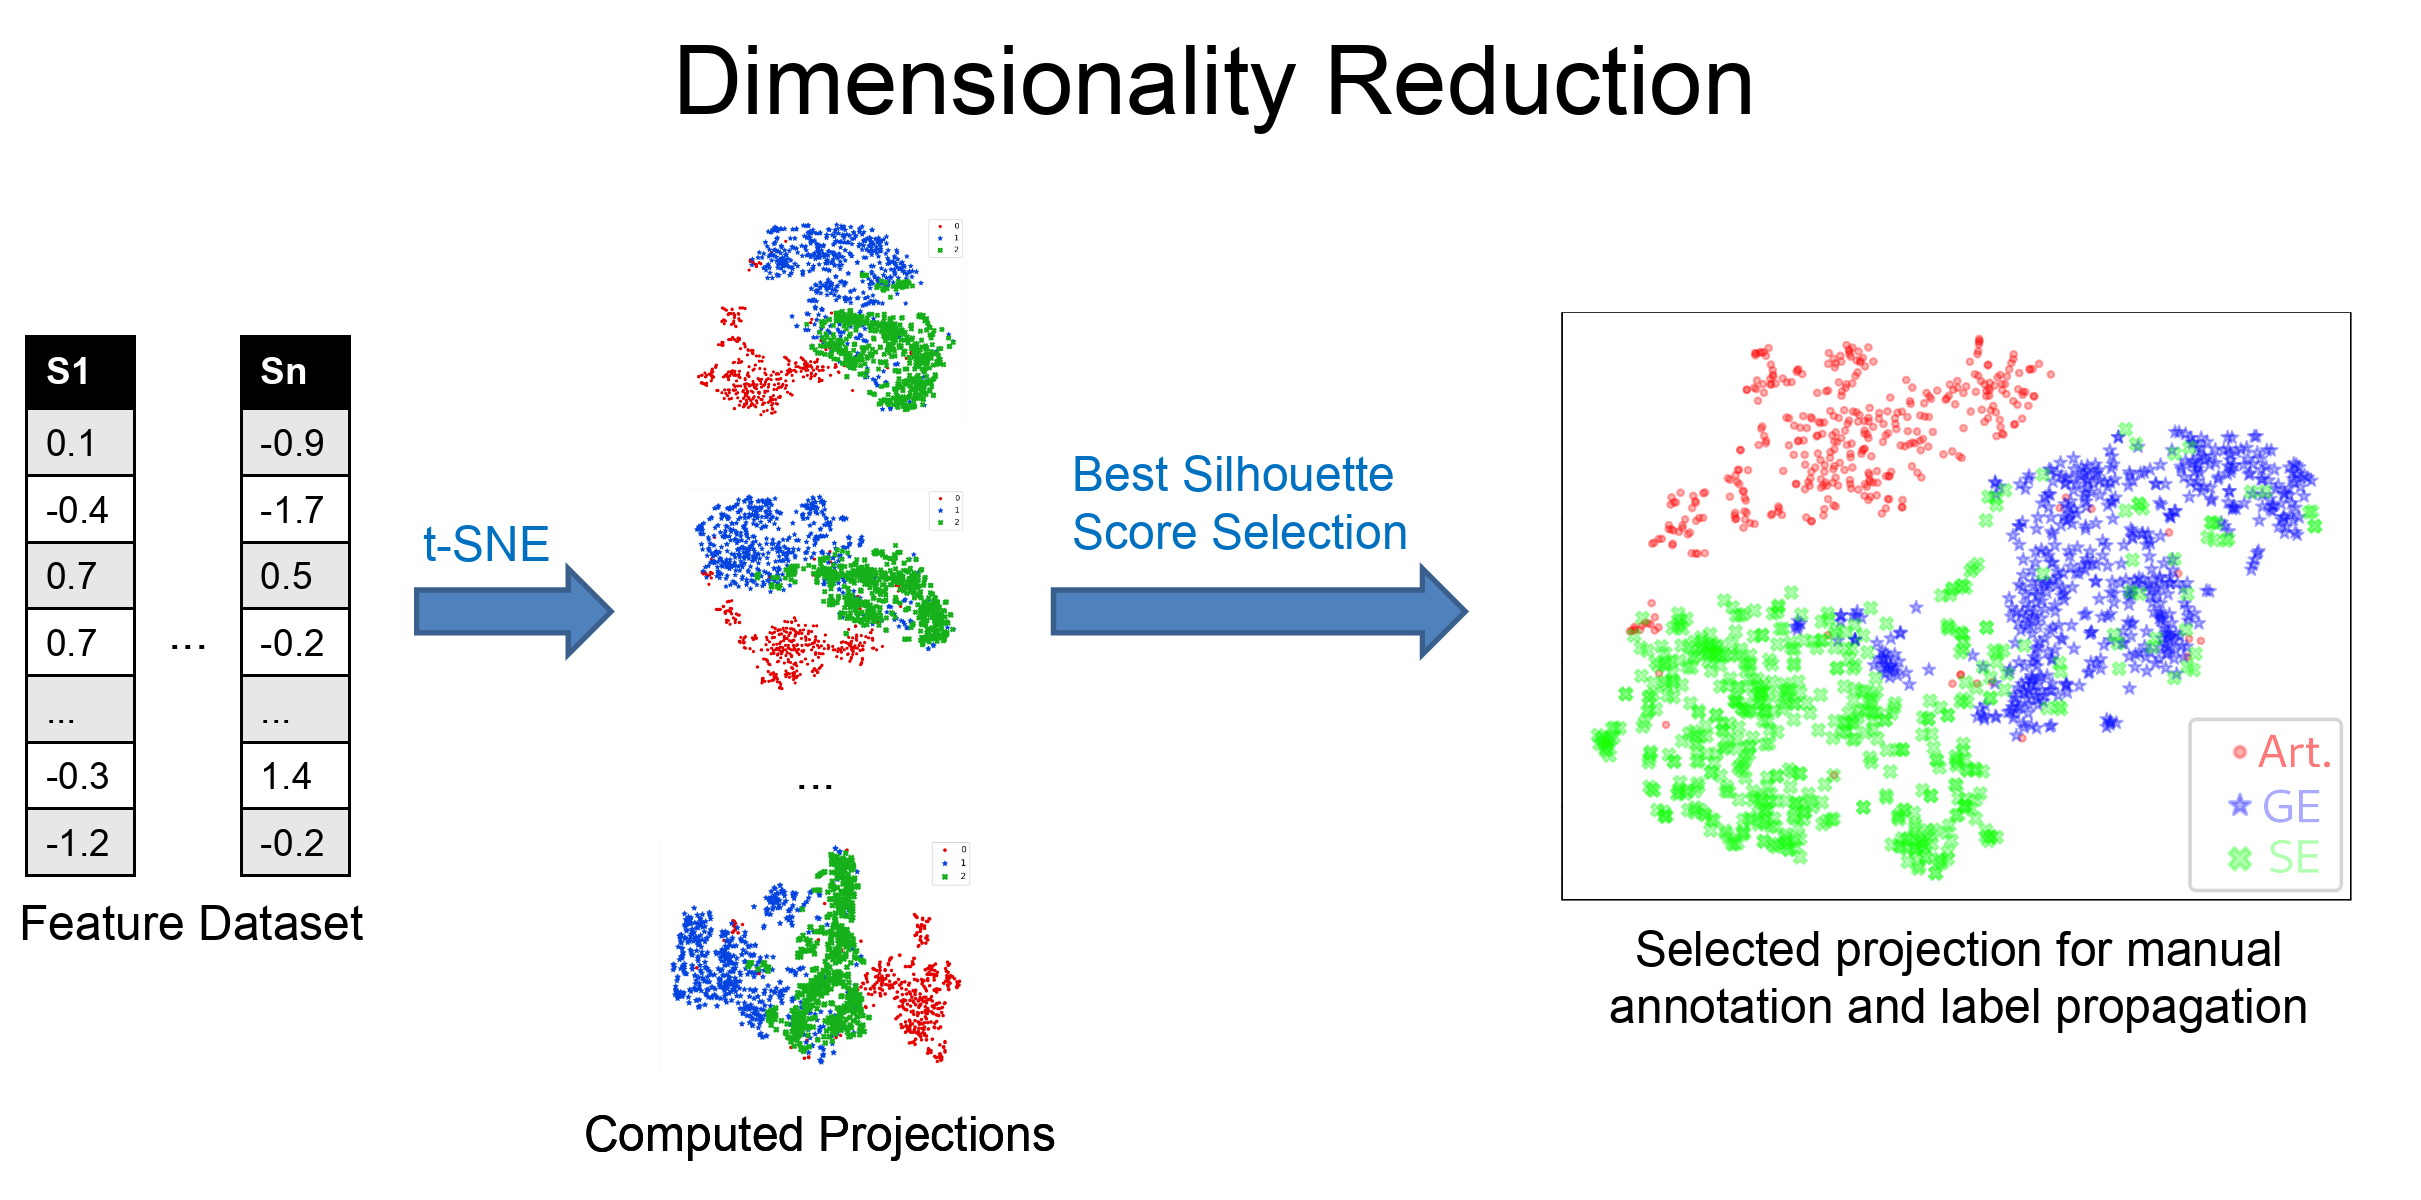 Dimensionality Reduction
S1
0.1
-0.4
0.7
0.7
...
-0.3
-1.2
...
Sn
-0.9
-1.7
0.5
-0.2
...
1.4
-0.2
Feature Dataset
t-SNE
0
1
2
0
1
2
...
0
1
2
Computed Projections
Best Silhouette
Score Selection
Art.
GE
SE
Selected projection for manual
annotation and label propagation